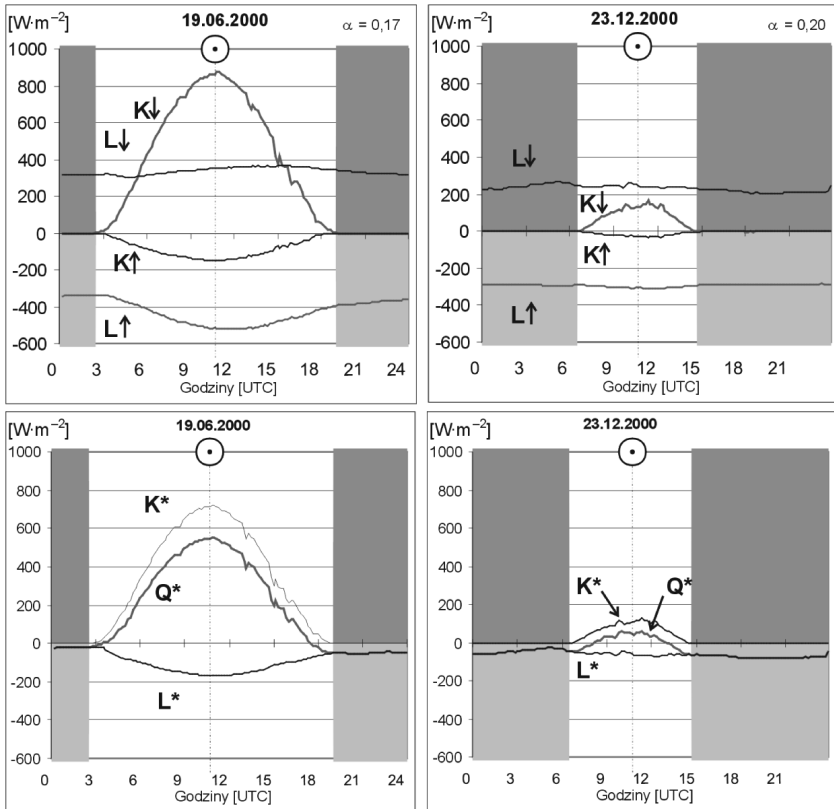 [W·m⁻²] 19.06.2000 α = 0,17
1000
800
600
400
200
0
-200
-400
-600
K↓
L↓
K↑
L↑
0 3 6 9 12 15 18 21 24
Godziny [UTC]
[W·m⁻²] 23.12.2000 α = 0,20
1000
800
600
400
200
0
-200
-400
-600
L↓
K↓
K↑
L↑
0 3 6 9 12 15 18 21 24
Godziny [UTC]
[W·m⁻²] 19.06.2000
1000
800
600
400
200
0
-200
-400
-600
K*
Q*
L*
0 3 6 9 12 15 18 21 24
Godziny [UTC]
[W·m⁻²] 23.12.2000
1000
800
600
400
200
0
-200
-400
-600
K* Q*
L*
0 3 6 9 12 15 18 21 24
Godziny [UTC]